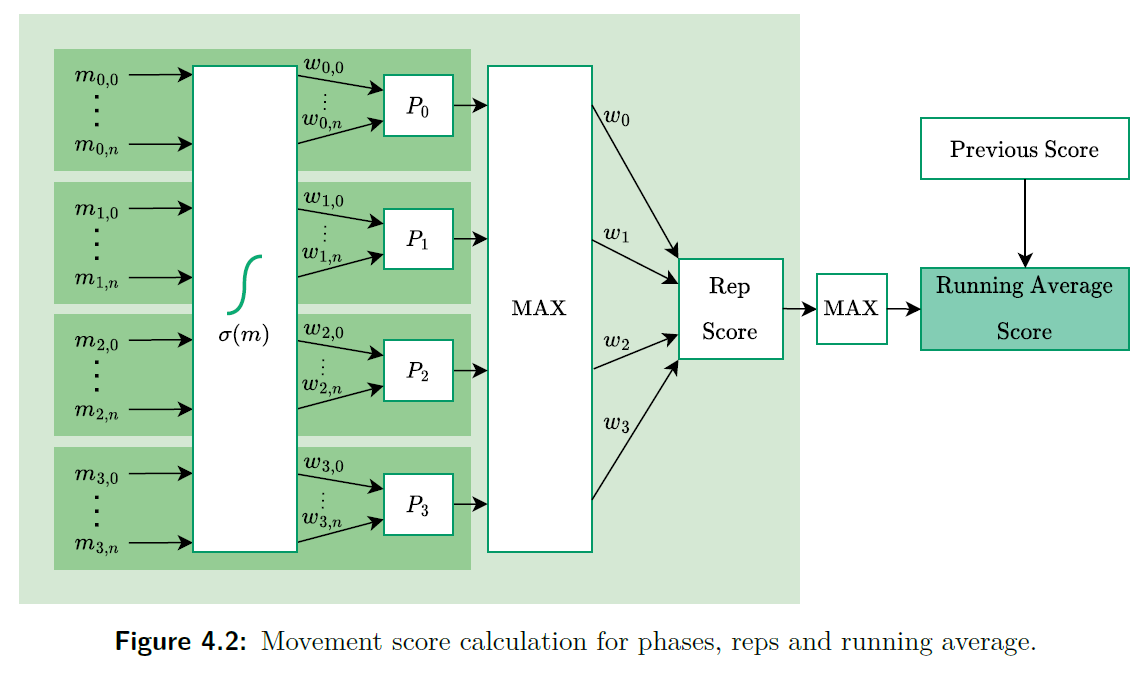 m0,0
⋮
m0,n
w0,0
⋮
w0,n
P0
m1,0
⋮
m1,n
w1,0
⋮
w1,n
P1
σ(m)
m2,0
⋮
m2,n
w2,0
⋮
w2,n
P2
m3,0
⋮
m3,n
w3,0
⋮
w3,n
P3
MAX
w0
w1
w2
w3
Rep
Score
MAX
Previous Score
Running Average
Score
Figure 4.2: Movement score calculation for phases, reps and running average.